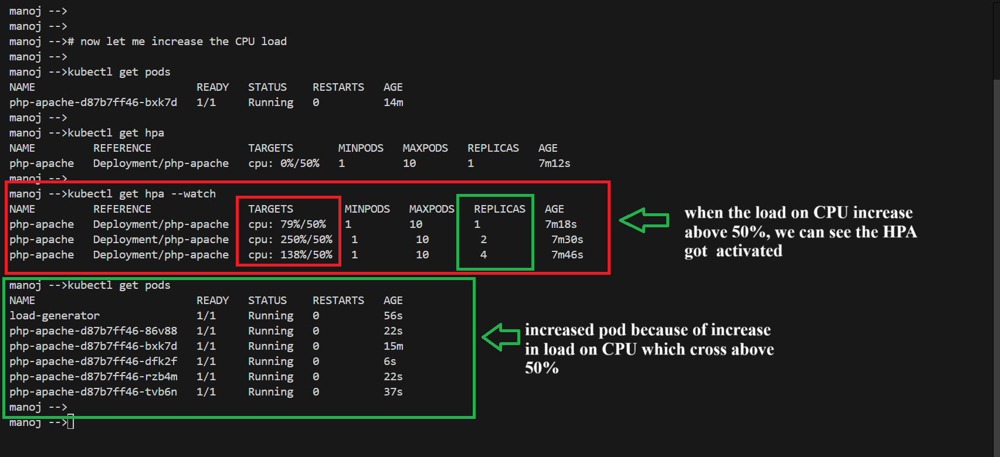 manoj -->
manoj -->
manoj --># now let me increase the CPU load
manoj -->
manoj -->kubectl get pods
NAME                         READY   STATUS    RESTARTS   AGE
php-apache-d87b7ff46-bxk7d   1/1     Running   0          14m
manoj -->
manoj -->kubectl get hpa
NAME         REFERENCE               TARGETS       MINPODS   MAXPODS   REPLICAS   AGE
php-apache   Deployment/php-apache   cpu: 0%/50%   1         10        1          7m12s
manoj -->
manoj -->kubectl get hpa --watch
NAME         REFERENCE               TARGETS        MINPODS   MAXPODS   REPLICAS   AGE
php-apache   Deployment/php-apache   cpu: 79%/50%   1         10        1          7m18s
php-apache   Deployment/php-apache   cpu: 250%/50%   1         10        2          7m30s
php-apache   Deployment/php-apache   cpu: 138%/50%   1         10        4          7m46s
when the load on CPU increase
above 50%, we can see the HPA
got activated
manoj -->kubectl get pods
NAME                         READY   STATUS    RESTARTS   AGE
load-generator               1/1     Running   0          56s
php-apache-d87b7ff46-86v88   1/1     Running   0          22s
php-apache-d87b7ff46-bxk7d   1/1     Running   0          15m
php-apache-d87b7ff46-dfk2f   1/1     Running   0          6s
php-apache-d87b7ff46-rzb4m   1/1     Running   0          22s
php-apache-d87b7ff46-tvb6n   1/1     Running   0          37s
manoj -->
manoj -->
increased pod because of increase
in load on CPU which cross above
50%